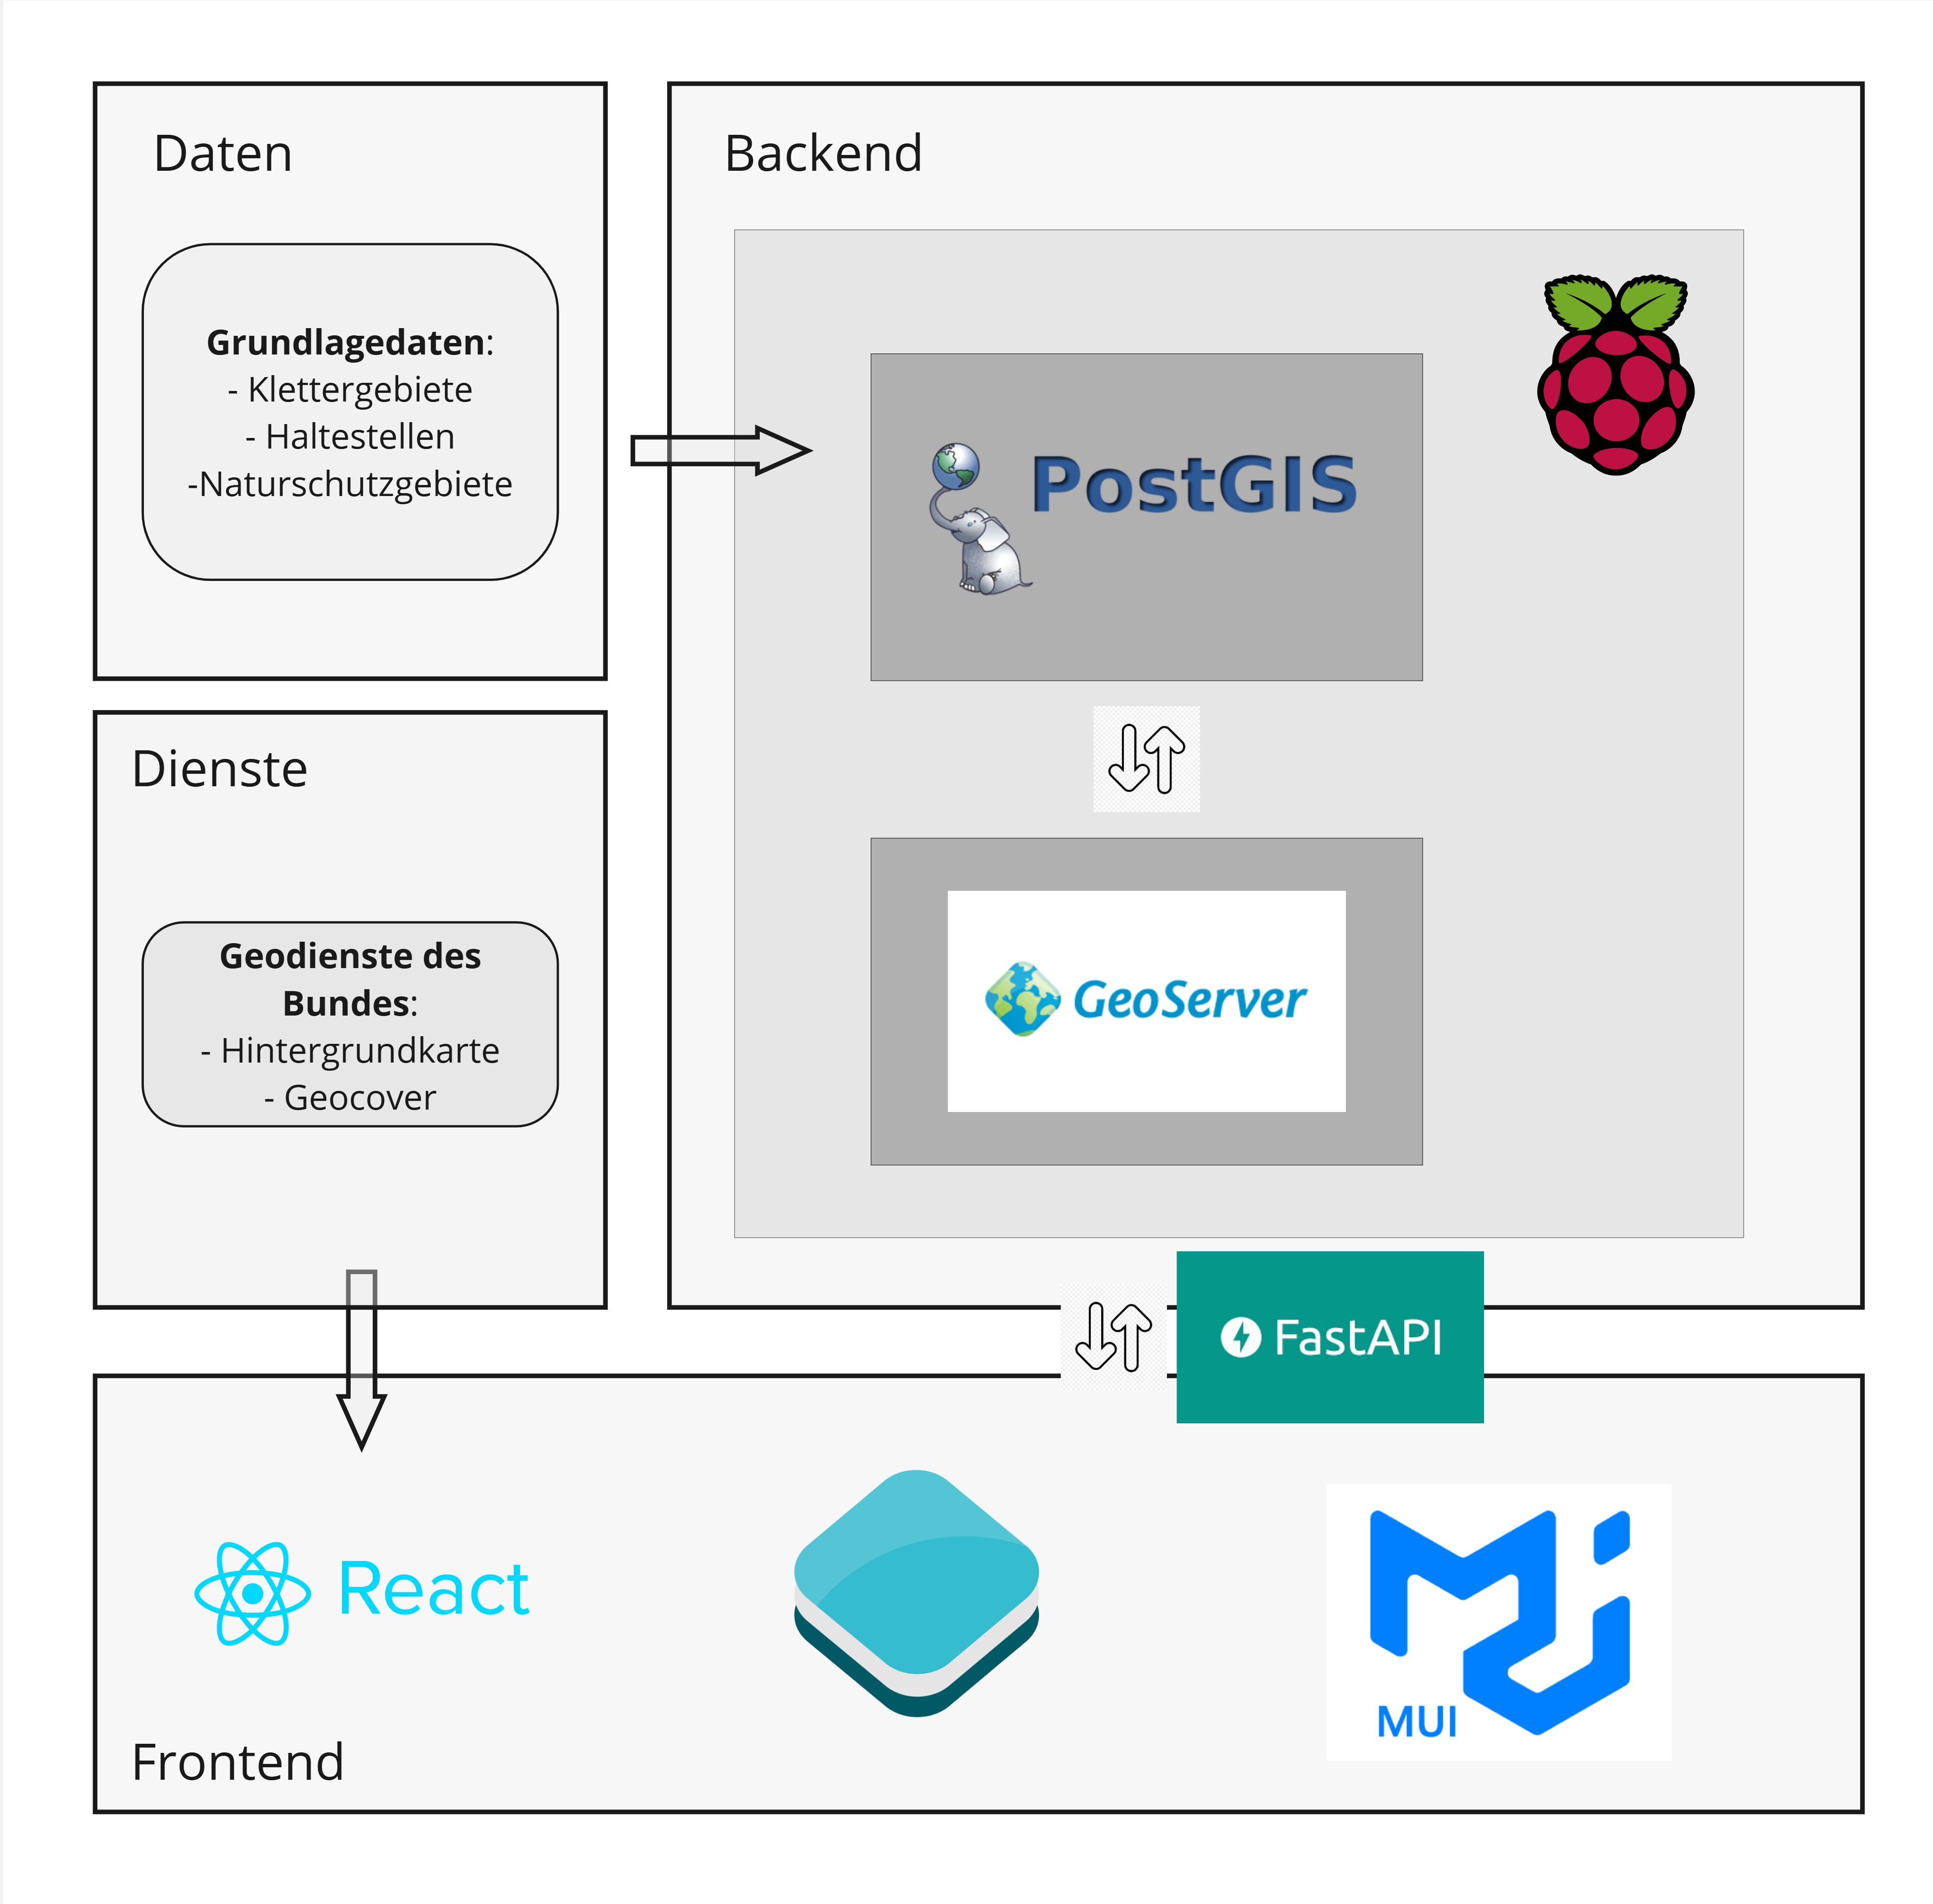 Daten
Grundlagedaten:
- Klettergebiete
- Haltestellen
-Naturschutzgebiete
Backend
PostGIS
GeoServer
Dienste
Geodienste des
Bundes:
- Hintergrundkarte
- Geocover
FastAPI
React
MUI
Frontend